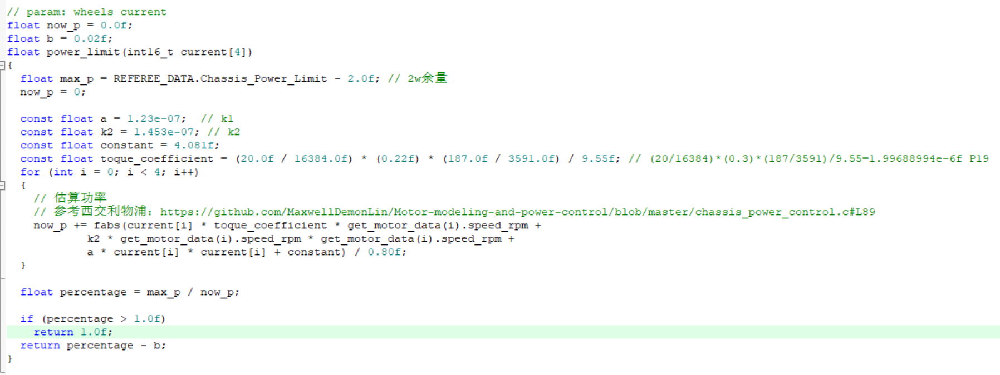 // param: wheels current
float now_p = 0.0f;
float b = 0.02f;
float power_limit(int16_t current[4])
{
float max_p = REFEREE_DATA.Chassis_Power_Limit - 2.0f; // 2w余量
now_p = 0;
const float a = 1.23e-07; // k1
const float k2 = 1.453e-07; // k2
const float constant = 4.081f;
const float toque_coefficient = (20.0f / 16384.0f) * (0.22f) * (187.0f / 3591.0f) / 9.55f; // (20/16384)*(0.3)*(187/3591)/9.55=1.99688994e-6f P19
for (int i = 0; i < 4; i++)
{
// 估算功率
// 参考西交利物浦: https://github.com/MaxwellDemonLin/Motor-modeling-and-power-control/blob/master/chassis_power_control.c#L89
now_p += fabs(current[i] * toque_coefficient * get_motor_data(i).speed_rpm +
k2 * get_motor_data(i).speed_rpm * get_motor_data(i).speed_rpm +
a * current[i] * current[i] + constant) / 0.80f;
}
float percentage = max_p / now_p;
if (percentage > 1.0f)
return 1.0f;
return percentage - b;
}